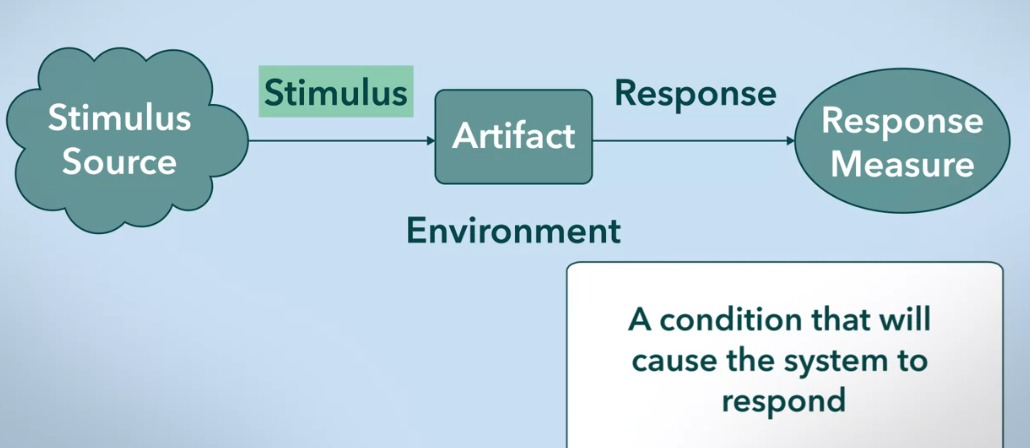 Stimulus
Source
Stimulus
Artifact
Response
Response
Measure
Environment
A condition that will
cause the system to
respond